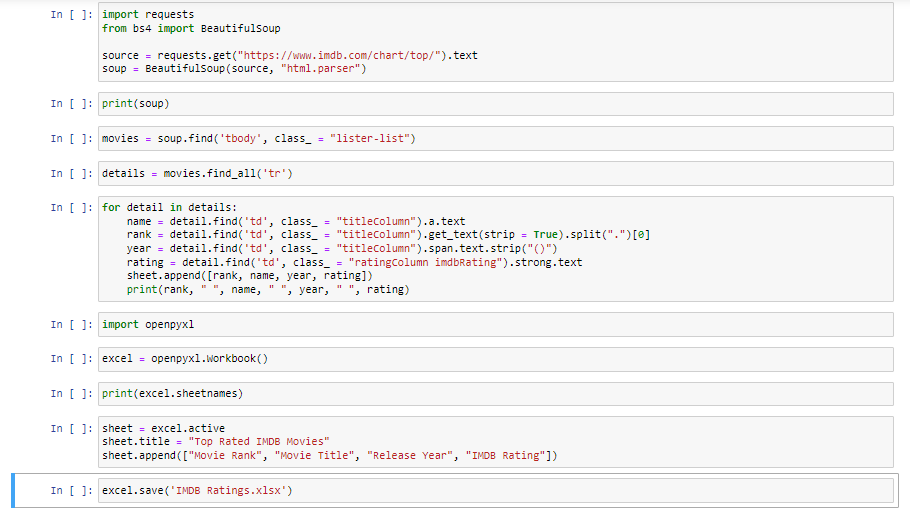 In [ ]: import requests
from bs4 import BeautifulSoup
source = requests.get("https://www.imdb.com/chart/top/").text
soup = BeautifulSoup(source, "html.parser")
In [ ]: print(soup)
In [ ]: movies = soup.find('tbody', class_ = "lister-list")
In [ ]: details = movies.find_all('tr')
In [ ]: for detail in details:
name = detail.find('td', class_ = "titleColumn").a.text
rank = detail.find('td', class_ = "titleColumn").get_text(strip = True).split(".")[0]
year = detail.find('td', class_ = "titleColumn").span.text.strip("()")
rating = detail.find('td', class_ = "ratingColumn imdbRating").strong.text
sheet.append([rank, name, year, rating])
print(rank, " ", name, " ", year, " ", rating)
In [ ]: import openpyxl
In [ ]: excel = openpyxl.Workbook()
In [ ]: print(excel.sheetnames)
In [ ]: sheet = excel.active
sheet.title = "Top Rated IMDB Movies"
sheet.append(["Movie Rank", "Movie Title", "Release Year", "IMDB Rating"])
In [ ]: excel.save('IMDB Ratings.xlsx')